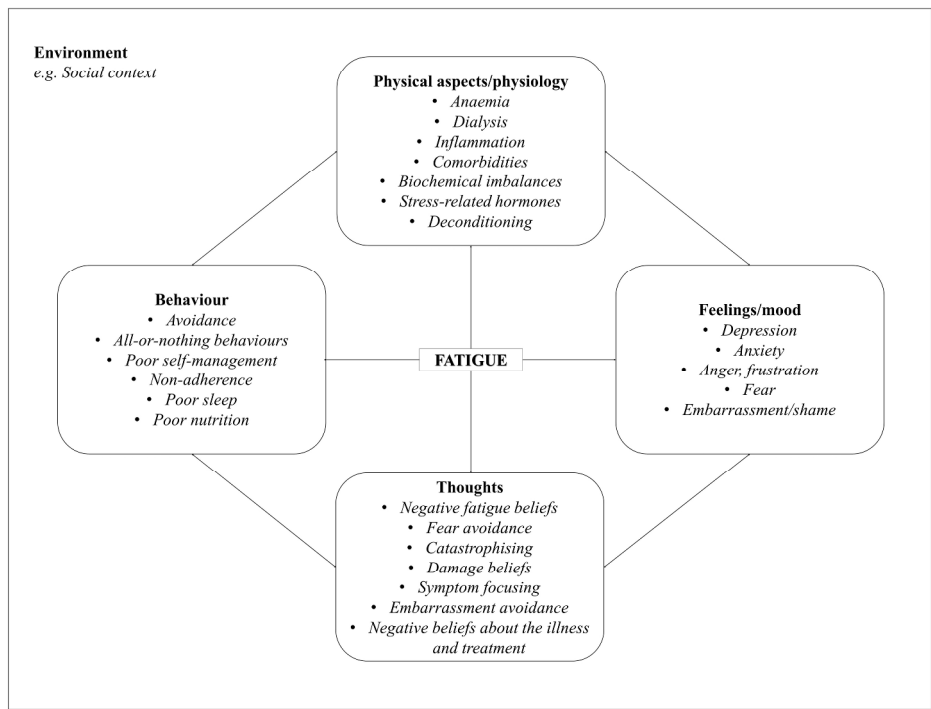 Environment
e.g. Social context
Physical aspects/physiology
• Anaemia
• Dialysis
• Inflammation
• Comorbidities
• Biochemical imbalances
• Stress-related hormones
• Deconditioning
Behaviour
• Avoidance
• All-or-nothing behaviours
• Poor self-management
• Non-adherence
• Poor sleep
• Poor nutrition
FATIGUE
Feelings/mood
• Depression
• Anxiety
• Anger, frustration
• Fear
• Embarrassment/shame
Thoughts
• Negative fatigue beliefs
• Fear avoidance
• Catastrophising
• Damage beliefs
• Symptom focusing
• Embarrassment avoidance
• Negative beliefs about the illness
and treatment